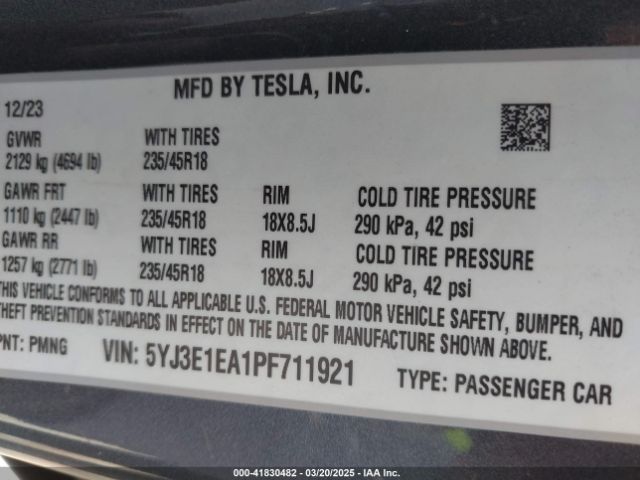 MFD BY TESLA, INC.
12/23
GVWR WITH TIRES
2129 kg (4694 lb) 235/45R18
GAWR FRT WITH TIRES RIM COLD TIRE PRESSURE
1110 kg (2447 lb) 235/45R18 18X8.5J 290 kPa, 42 psi
GAWR RR WITH TIRES RIM COLD TIRE PRESSURE
1257 kg (2771 lb) 235/45R18 18X8.5J 290 kPa, 42 psi
THIS VEHICLE CONFORMS TO ALL APPLICABLE U.S. FEDERAL MOTOR VEHICLE SAFETY, BUMPER, AND
THEFT PREVENTION STANDARDS IN EFFECT ON THE DATE OF MANUFACTURE SHOWN ABOVE.
PNT: PMNG VIN: 5YJ3E1EA1PF711921 TYPE: PASSENGER CAR
000-41830482 — 03/20/2025 — IAA Inc.